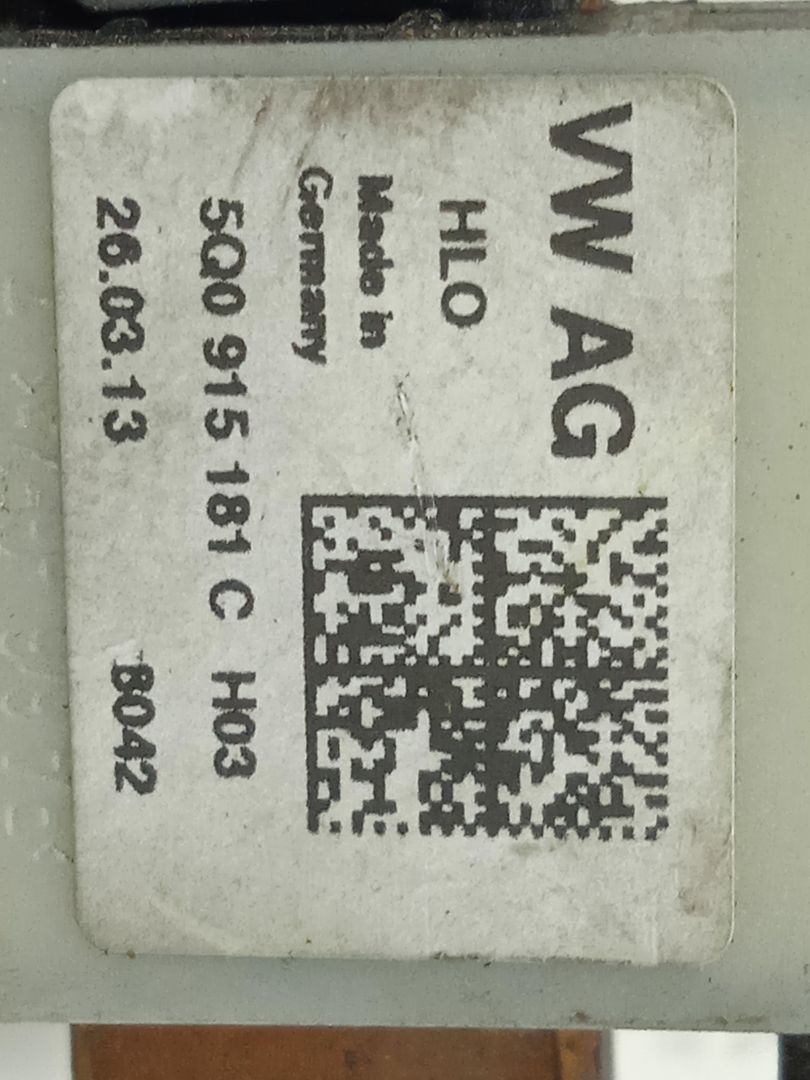 VW AG
HLO
Made in
Germany
5Q0 915 181 C H03
26.03.13 8042